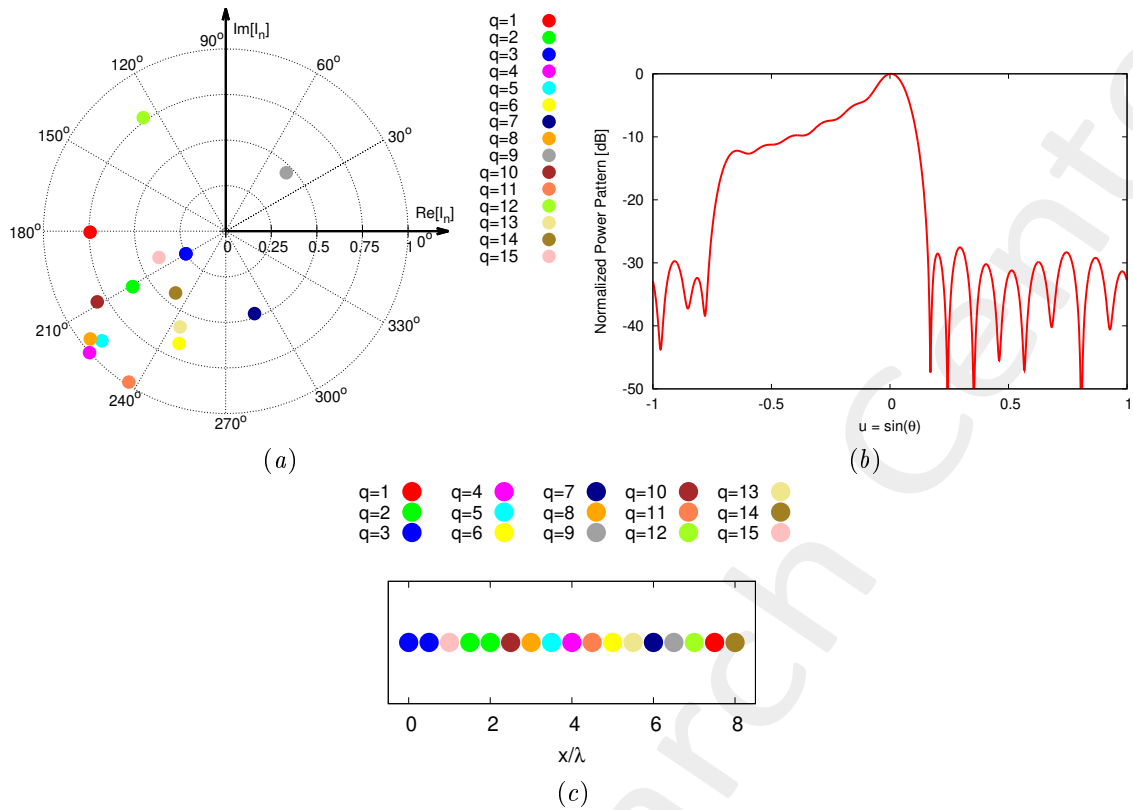 Im[I_n]
90°
120°
60°
150°
30°
180°
Re[I_n]
0 0.25 0.5 0.75 1 0°
210°
330°
240°
300°
270°
q=1
q=2
q=3
q=4
q=5
q=6
q=7
q=8
q=9
q=10
q=11
q=12
q=13
q=14
q=15
(a)
Normalized Power Pattern [dB]
0
-10
-20
-30
-40
-50
-1 -0.5 0 0.5 1
u = sin(θ)
(b)
q=1 q=4 q=7 q=10 q=13
q=2 q=5 q=8 q=11 q=14
q=3 q=6 q=9 q=12 q=15
0 2 4 6 8
x/λ
(c)